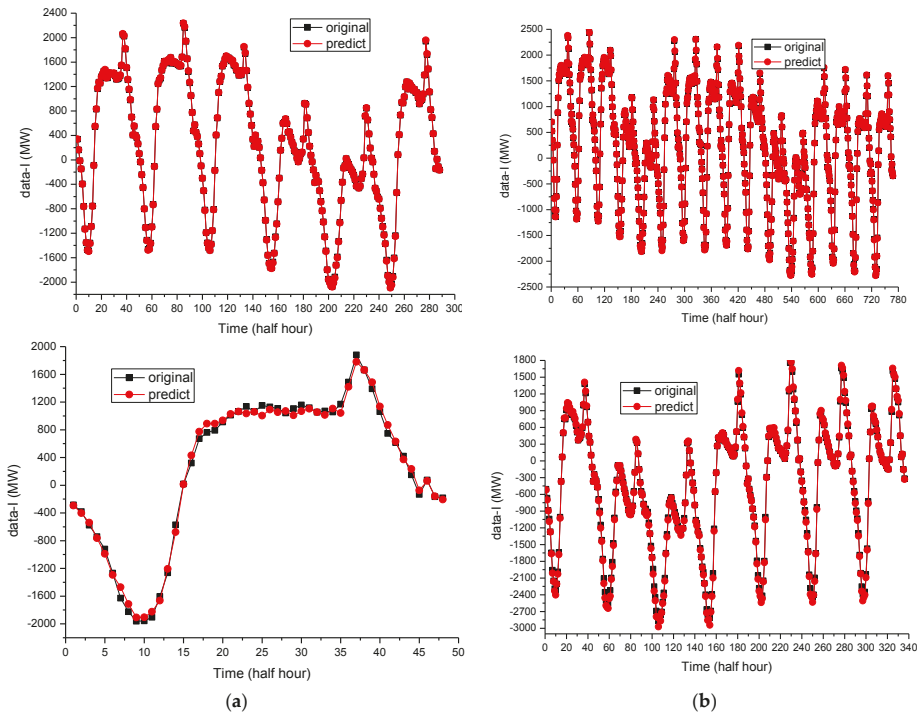 2400
2000
1600
1200
800
400
0
-400
-800
-1200
-1600
-2000
data-I (MW)
original
predict
0 20 40 60 80 100 120 140 160 180 200 220 240 260 280 300
Time (half hour)
2500
2000
1500
1000
500
0
-500
-1000
-1500
-2000
-2500
data-I (MW)
original
predict
0 60 120 180 240 300 360 420 480 540 600 660 720 780
Time (half hour)
2000
1600
1200
800
400
0
-400
-800
-1200
-1600
-2000
data-I (MW)
original
predict
0 5 10 15 20 25 30 35 40 45 50
Time (half hour)
(a)
1800
1500
1200
900
600
300
0
-300
-600
-900
-1200
-1500
-1800
-2100
-2400
-2700
-3000
data-I (MW)
original
predict
0 20 40 60 80 100 120 140 160 180 200 220 240 260 280 300 320 340
Time (half hour)
(b)